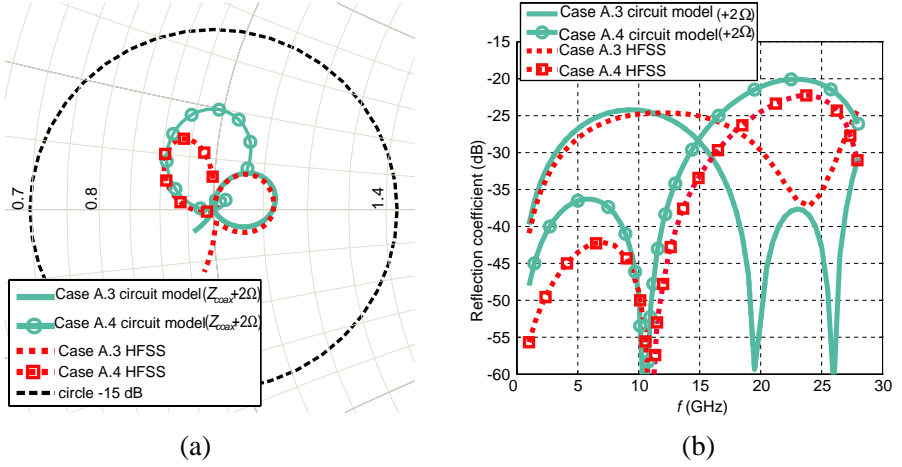 0.7
0.8
1.4
Case A.3 circuit model(Zcoax+2Ω)
Case A.4 circuit model(Zcoax+2Ω)
Case A.3 HFSS
Case A.4 HFSS
circle -15 dB
(a)
Case A.3 circuit model (+2Ω)
Case A.4 circuit model(+2Ω)
Case A.3 HFSS
Case A.4 HFSS
Reflection coefficient (dB)
-15
-20
-25
-30
-35
-40
-45
-50
-55
-60
0 5 10 15 20 25 30
f (GHz)
(b)